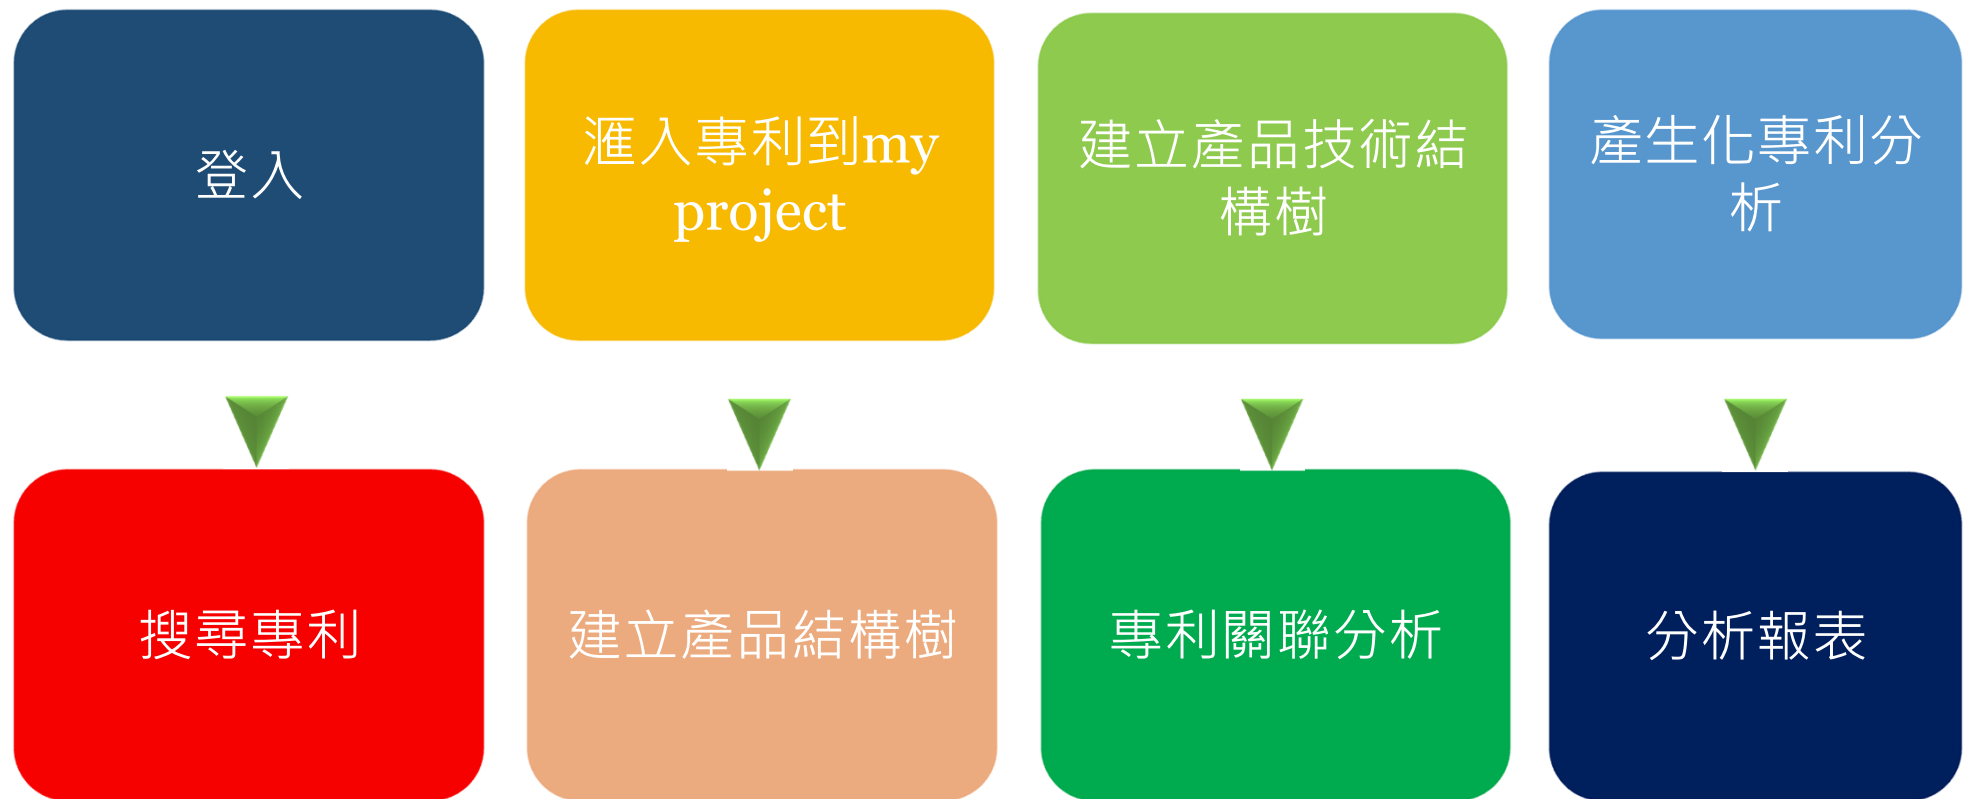 登入
滙入專利到my
project
建立產品技術結
構樹
產生化專利分
析
搜尋專利
建立產品結構樹
專利關聯分析
分析報表